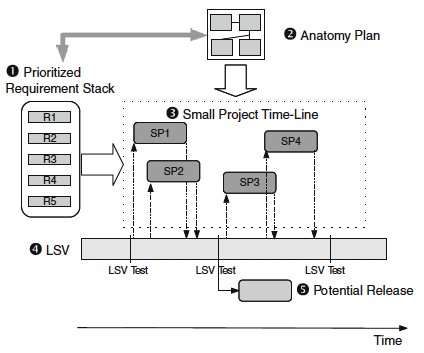 ❷ Anatomy Plan
❶ Prioritized
Requirement Stack
R1
R2
R3
R4
R5
❸ Small Project Time-Line
SP1
SP2
SP3
SP4
❹ LSV
LSV Test
LSV Test
LSV Test
❺ Potential Release
Time